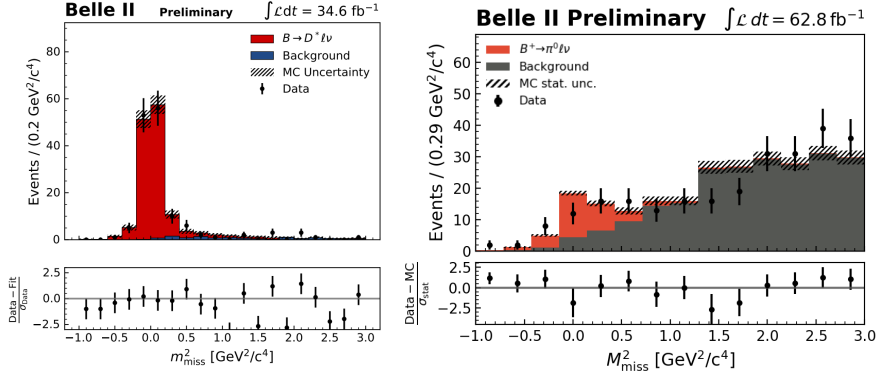 Belle II Preliminary ∫ℒdt = 34.6 fb⁻¹
B→D*ℓν
Background
MC Uncertainty
Data
Events / (0.2 GeV²/c⁴)
80
60
40
20
0
Data−Fit
σ_Data
2.5
0.0
−2.5
−1.0 −0.5 0.0 0.5 1.0 1.5 2.0 2.5 3.0
m²_miss [GeV²/c⁴]
Belle II Preliminary ∫ℒ dt = 62.8 fb⁻¹
B⁺→π⁰ℓν
Background
MC stat. unc.
Data
Events / (0.29 GeV²/c⁴)
60
50
40
30
20
10
0
Data−MC
σ_stat
2.5
0.0
−2.5
−1.0 −0.5 0.0 0.5 1.0 1.5 2.0 2.5 3.0
M²_miss [GeV²/c⁴]